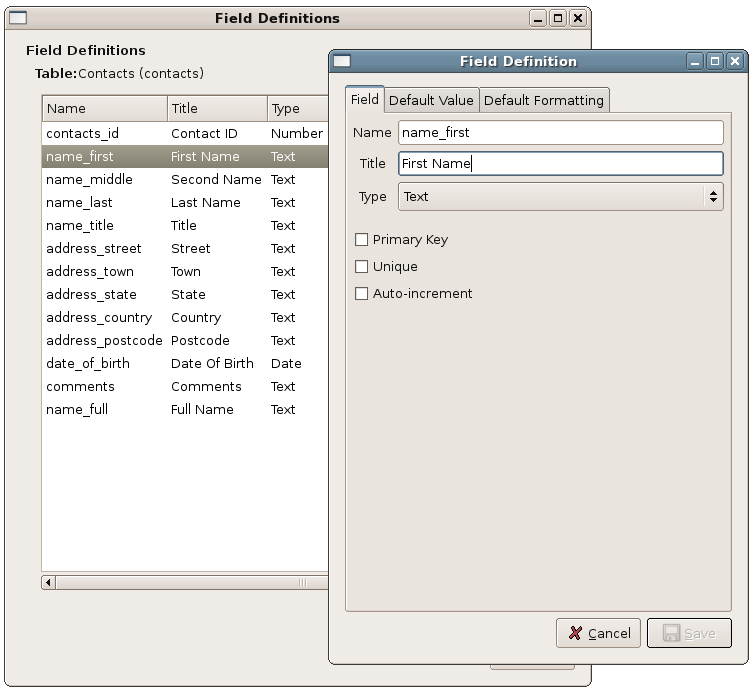 Field Definitions
Field Definitions
Table: Contacts (contacts)
Name Title Type
contacts_id Contact ID Number
name_first First Name Text
name_middle Second Name Text
name_last Last Name Text
name_title Title Text
address_street Street Text
address_town Town Text
address_state State Text
address_country Country Text
address_postcode Postcode Text
date_of_birth Date Of Birth Date
comments Comments Text
name_full Full Name Text
Field Definition
Field Default Value Default Formatting
Name name_first
Title First Name
Type Text
Primary Key
Unique
Auto-increment
Cancel Save